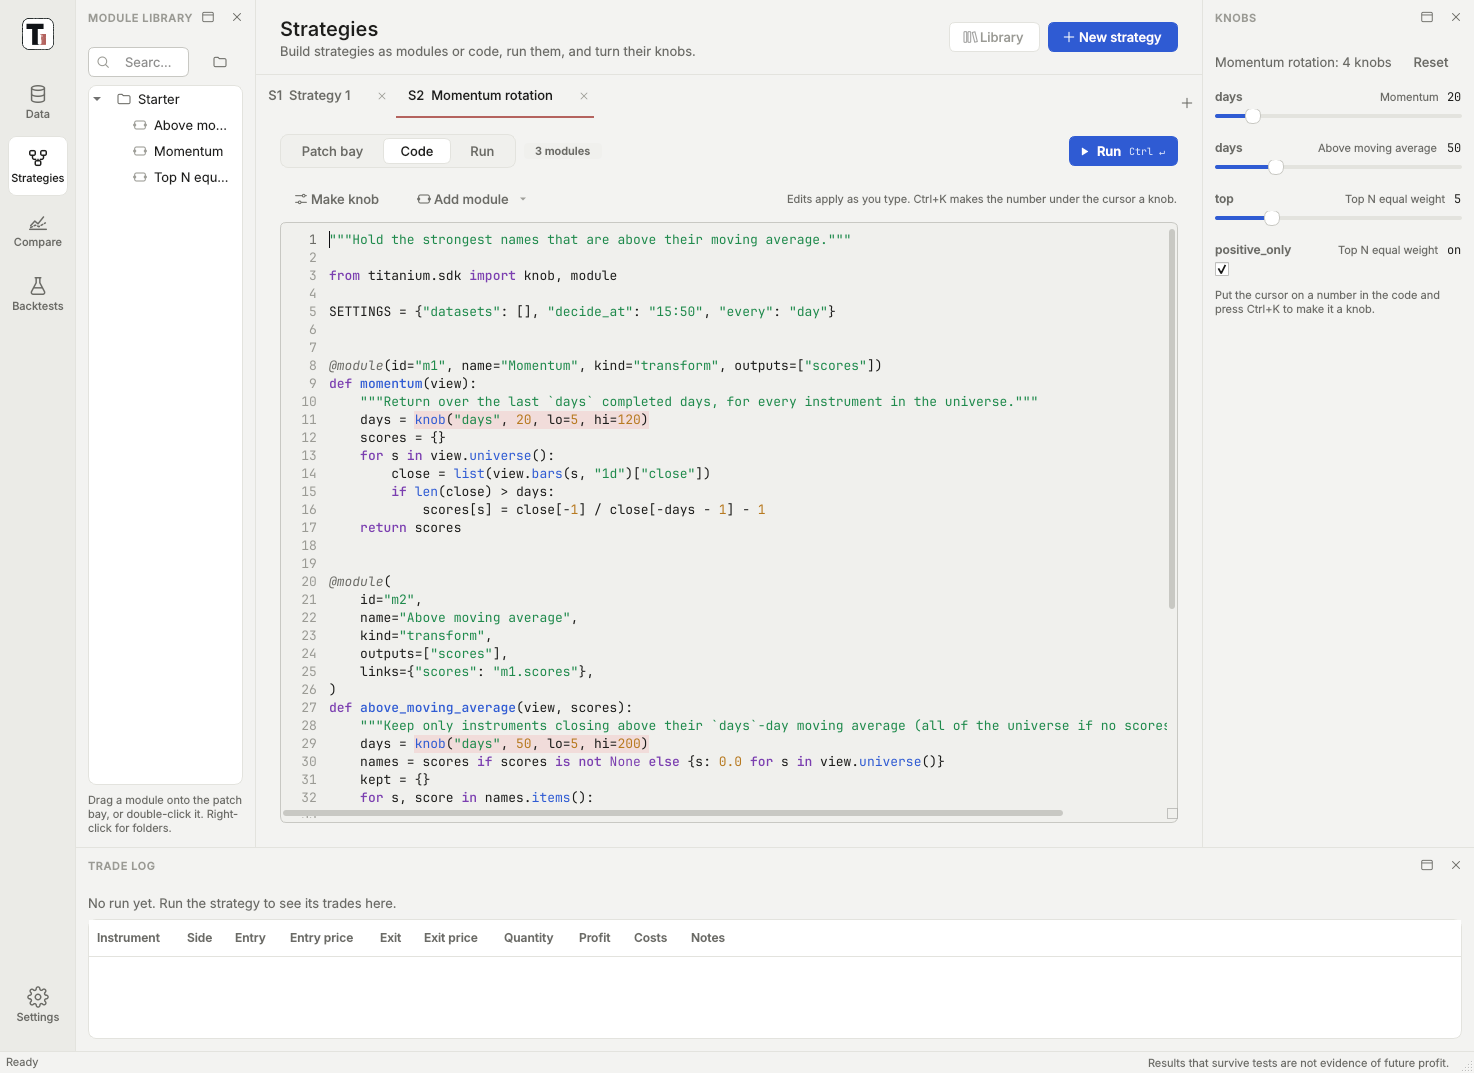 Ti
Data
Strategies
Compare
Backtests
Settings
MODULE LIBRARY
Searc...
Starter
Above mo...
Momentum
Top N equ...
Drag a module onto the patch
bay, or double-click it. Right-
click for folders.
Strategies
Build strategies as modules or code, run them, and turn their knobs.
Library
New strategy
S1 Strategy 1
S2 Momentum rotation
Patch bay
Code
Run
3 modules
Run Ctrl ↵
Make knob
Add module
Edits apply as you type. Ctrl+K makes the number under the cursor a knob.
1 """Hold the strongest names that are above their moving average."""
2
3 from titanium.sdk import knob, module
4
5 SETTINGS = {"datasets": [], "decide_at": "15:50", "every": "day"}
6
7
8 @module(id="m1", name="Momentum", kind="transform", outputs=["scores"])
9 def momentum(view):
10     """Return over the last `days` completed days, for every instrument in the universe."""
11     days = knob("days", 20, lo=5, hi=120)
12     scores = {}
13     for s in view.universe():
14         close = list(view.bars(s, "1d")["close"])
15         if len(close) > days:
16             scores[s] = close[-1] / close[-days - 1] - 1
17     return scores
18
19
20 @module(
21     id="m2",
22     name="Above moving average",
23     kind="transform",
24     outputs=["scores"],
25     links={"scores": "m1.scores"},
26 )
27 def above_moving_average(view, scores):
28     """Keep only instruments closing above their `days`-day moving average (all of the universe if no scores
29     days = knob("days", 50, lo=5, hi=200)
30     names = scores if scores is not None else {s: 0.0 for s in view.universe()}
31     kept = {}
32     for s, score in names.items():
KNOBS
Momentum rotation: 4 knobs
Reset
days Momentum 20
days Above moving average 50
top Top N equal weight 5
positive_only Top N equal weight on
Put the cursor on a number in the code and
press Ctrl+K to make it a knob.
TRADE LOG
No run yet. Run the strategy to see its trades here.
Instrument Side Entry Entry price Exit Exit price Quantity Profit Costs Notes
Ready
Results that survive tests are not evidence of future profit.